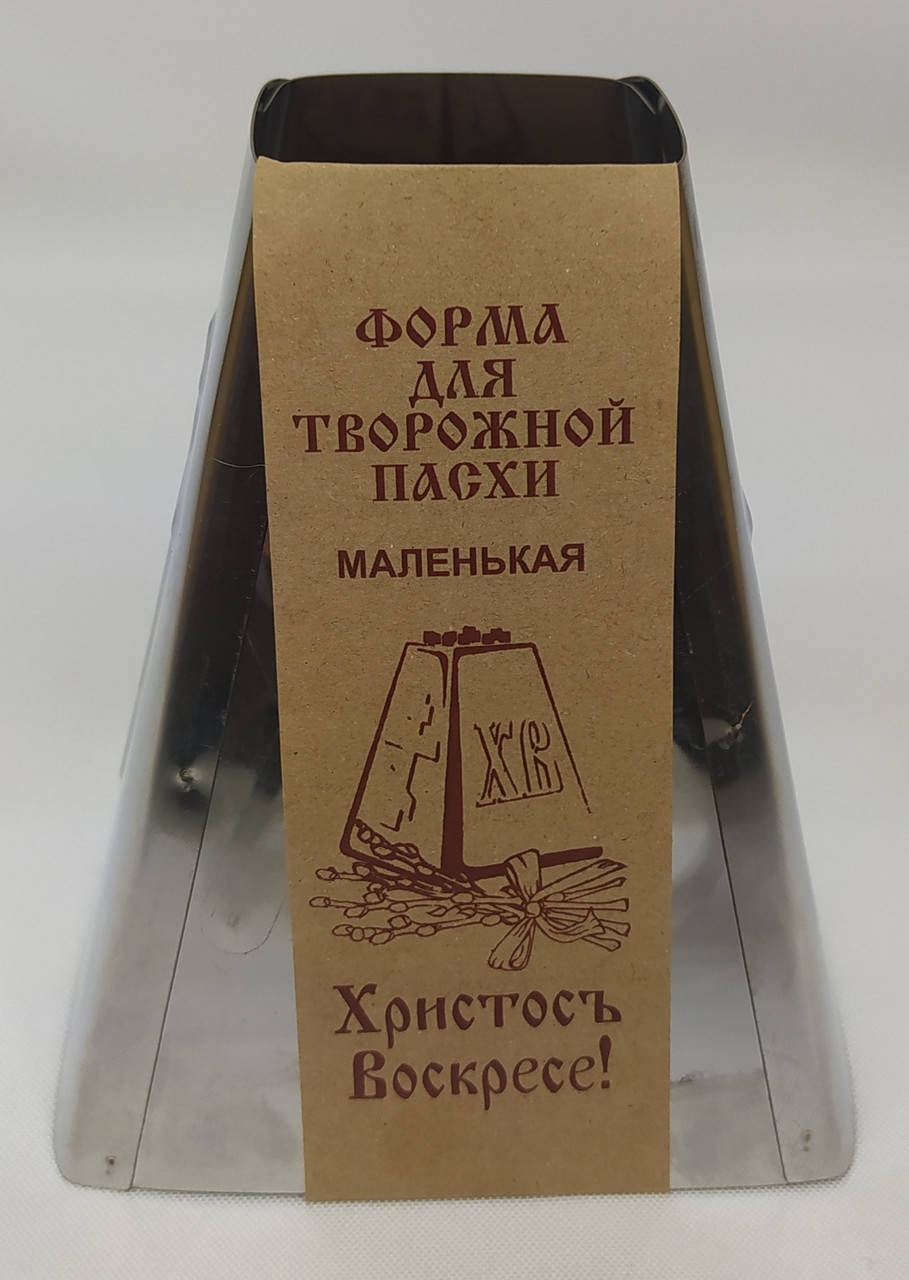 ФОРМА
ДЛЯ
ТВОРОЖНОЙ
ПАСХИ
МАЛЕНЬКАЯ
ХВ
Христосъ
Воскресе!